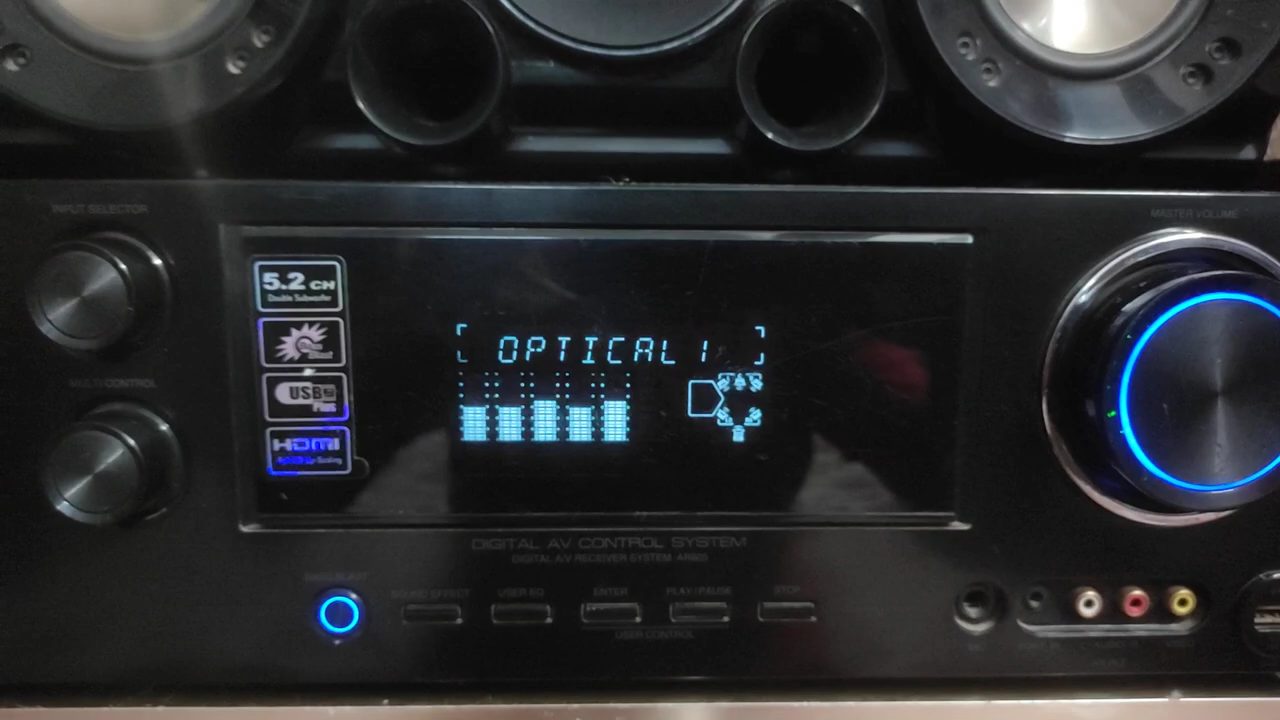 INPUT SELECTOR
MASTER VOLUME
5.2 CH
Double Subwoofer
OPTICAL 1
MULTI CONTROL
USB
Plus
HDMI
DIGITAL AV CONTROL SYSTEM
DIGITAL A/V RECEIVER SYSTEM
SOUND EFFECT
USER EQ
ENTER
PLAY/PAUSE
STOP
USER CONTROL